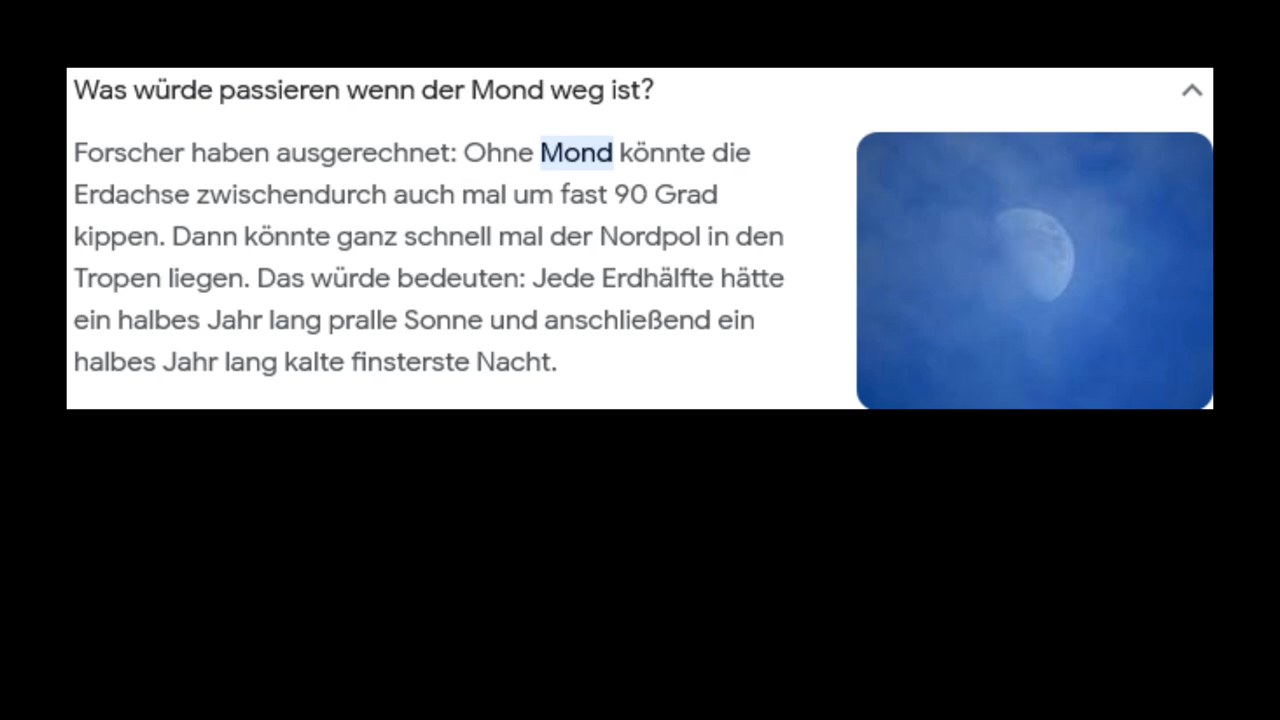 Was würde passieren wenn der Mond weg ist?
Forscher haben ausgerechnet: Ohne Mond könnte die
Erdachse zwischendurch auch mal um fast 90 Grad
kippen. Dann könnte ganz schnell mal der Nordpol in den
Tropen liegen. Das würde bedeuten: Jede Erdhälfte hätte
ein halbes Jahr lang pralle Sonne und anschließend ein
halbes Jahr lang kalte finsterste Nacht.